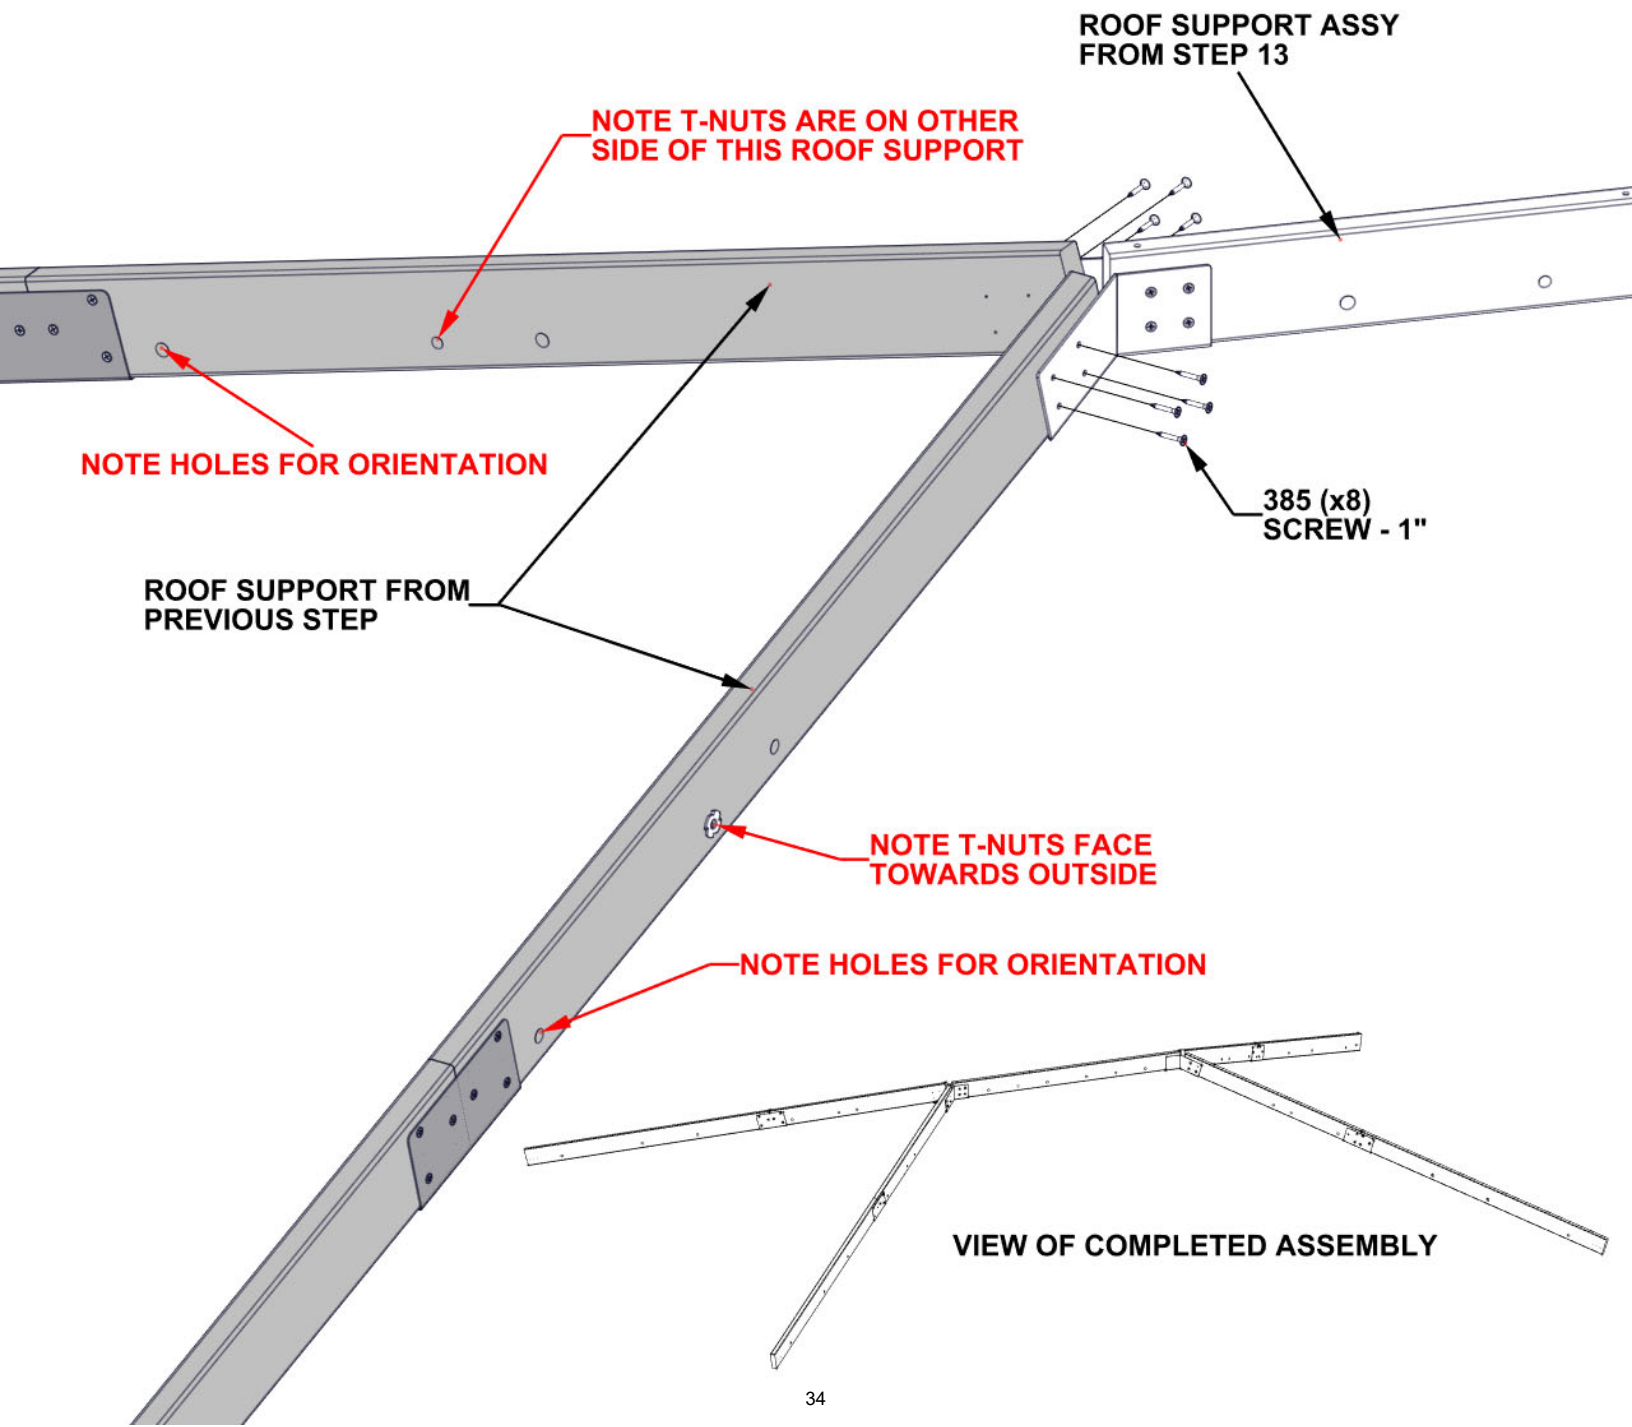 ROOF SUPPORT ASSY
FROM STEP 13
NOTE T-NUTS ARE ON OTHER
SIDE OF THIS ROOF SUPPORT
NOTE HOLES FOR ORIENTATION
385 (x8)
SCREW - 1"
ROOF SUPPORT FROM
PREVIOUS STEP
NOTE T-NUTS FACE
TOWARDS OUTSIDE
NOTE HOLES FOR ORIENTATION
VIEW OF COMPLETED ASSEMBLY
34